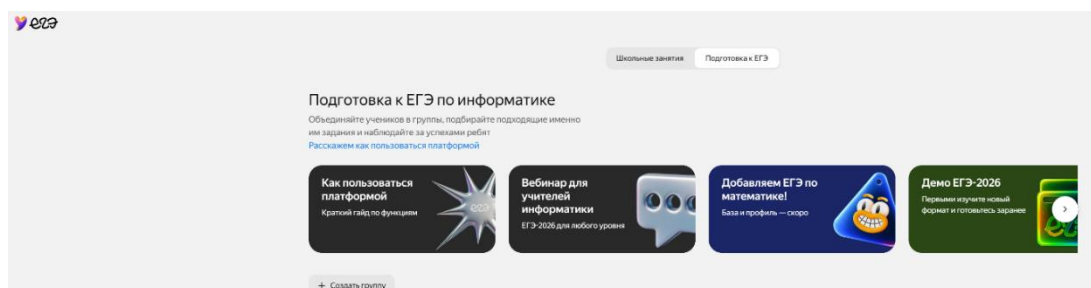 егэ
Школьные занятия
Подготовка к ЕГЭ
Подготовка к ЕГЭ по информатике
Объединяйте учеников в группы, подбирайте подходящие именно
им задания и наблюдайте за успехами ребят
Расскажем как пользоваться платформой
Как пользоваться
платформой
Краткий гайд по функциям
Вебинар для
учителей
информатики
ЕГЭ-2026 для любого уровня
Добавляем ЕГЭ по
математике!
База и профиль — скоро
Демо ЕГЭ-2026
Первыми изучите новый
формат и готовьтесь заранее
+ Создать группу